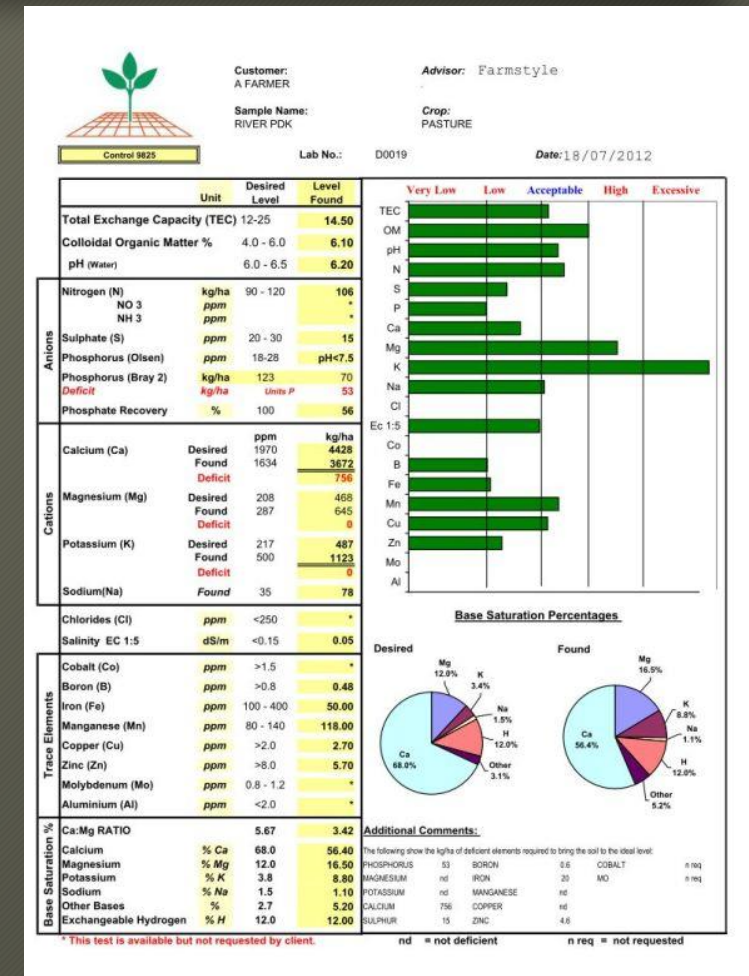 Customer: Advisor: Farmstyle
A FARMER .
Sample Name: Crop:
RIVER PDK PASTURE
Control 9825 Lab No.: D0019 Date:18/07/2012
Unit Desired Level Level Found
Total Exchange Capacity (TEC) 12-25 14.50
Colloidal Organic Matter % 4.0 - 6.0 6.10
pH (Water) 6.0 - 6.5 6.20
Anions
Nitrogen (N) kg/ha 90 - 120 106
NO 3 ppm *
NH 3 ppm *
Sulphate (S) ppm 20 - 30 15
Phosphorus (Olsen) ppm 18-28 pH<7.5
Phosphorus (Bray 2) kg/ha 123 70
Deficit kg/ha Units P 53
Phosphate Recovery % 100 56
Cations
ppm kg/ha
Calcium (Ca) Desired 1970 4428
Found 1634 3672
Deficit 756
Magnesium (Mg) Desired 208 468
Found 287 645
Deficit 0
Potassium (K) Desired 217 487
Found 500 1123
Deficit 0
Sodium(Na) Found 35 78
Chlorides (Cl) ppm <250 *
Salinity EC 1:5 dS/m <0.15 0.05
Trace Elements
Cobalt (Co) ppm >1.5 *
Boron (B) ppm >0.8 0.48
Iron (Fe) ppm 100 - 400 50.00
Manganese (Mn) ppm 80 - 140 118.00
Copper (Cu) ppm >2.0 2.70
Zinc (Zn) ppm >8.0 5.70
Molybdenum (Mo) ppm 0.8 - 1.2 *
Aluminium (Al) ppm <2.0 *
Base Saturation %
Ca:Mg RATIO 5.67 3.42
Calcium % Ca 68.0 56.40
Magnesium % Mg 12.0 16.50
Potassium % K 3.8 8.80
Sodium % Na 1.5 1.10
Other Bases % 2.7 5.20
Exchangeable Hydrogen % H 12.0 12.00
* This test is available but not requested by client.
Very Low Low Acceptable High Excessive
TEC
OM
pH
N
S
P
Ca
Mg
K
Na
Cl
Ec 1:5
Co
B
Fe
Mn
Cu
Zn
Mo
Al
Base Saturation Percentages
Desired
Mg
12.0%
K
3.4%
Na
1.5%
H
12.0%
Other
3.1%
Ca
68.0%
Found
Mg
16.5%
K
8.8%
Na
1.1%
H
12.0%
Other
5.2%
Ca
56.4%
Additional Comments:
The following show the kg/ha of deficient elements required to bring the soil to the ideal level:
PHOSPHORUS 53 BORON 0.6 COBALT n req
MAGNESIUM nd IRON 20 MO n req
POTASSIUM nd MANGANESE nd
CALCIUM 756 COPPER nd
SULPHUR 15 ZINC 4.6
nd = not deficient n req = not requested